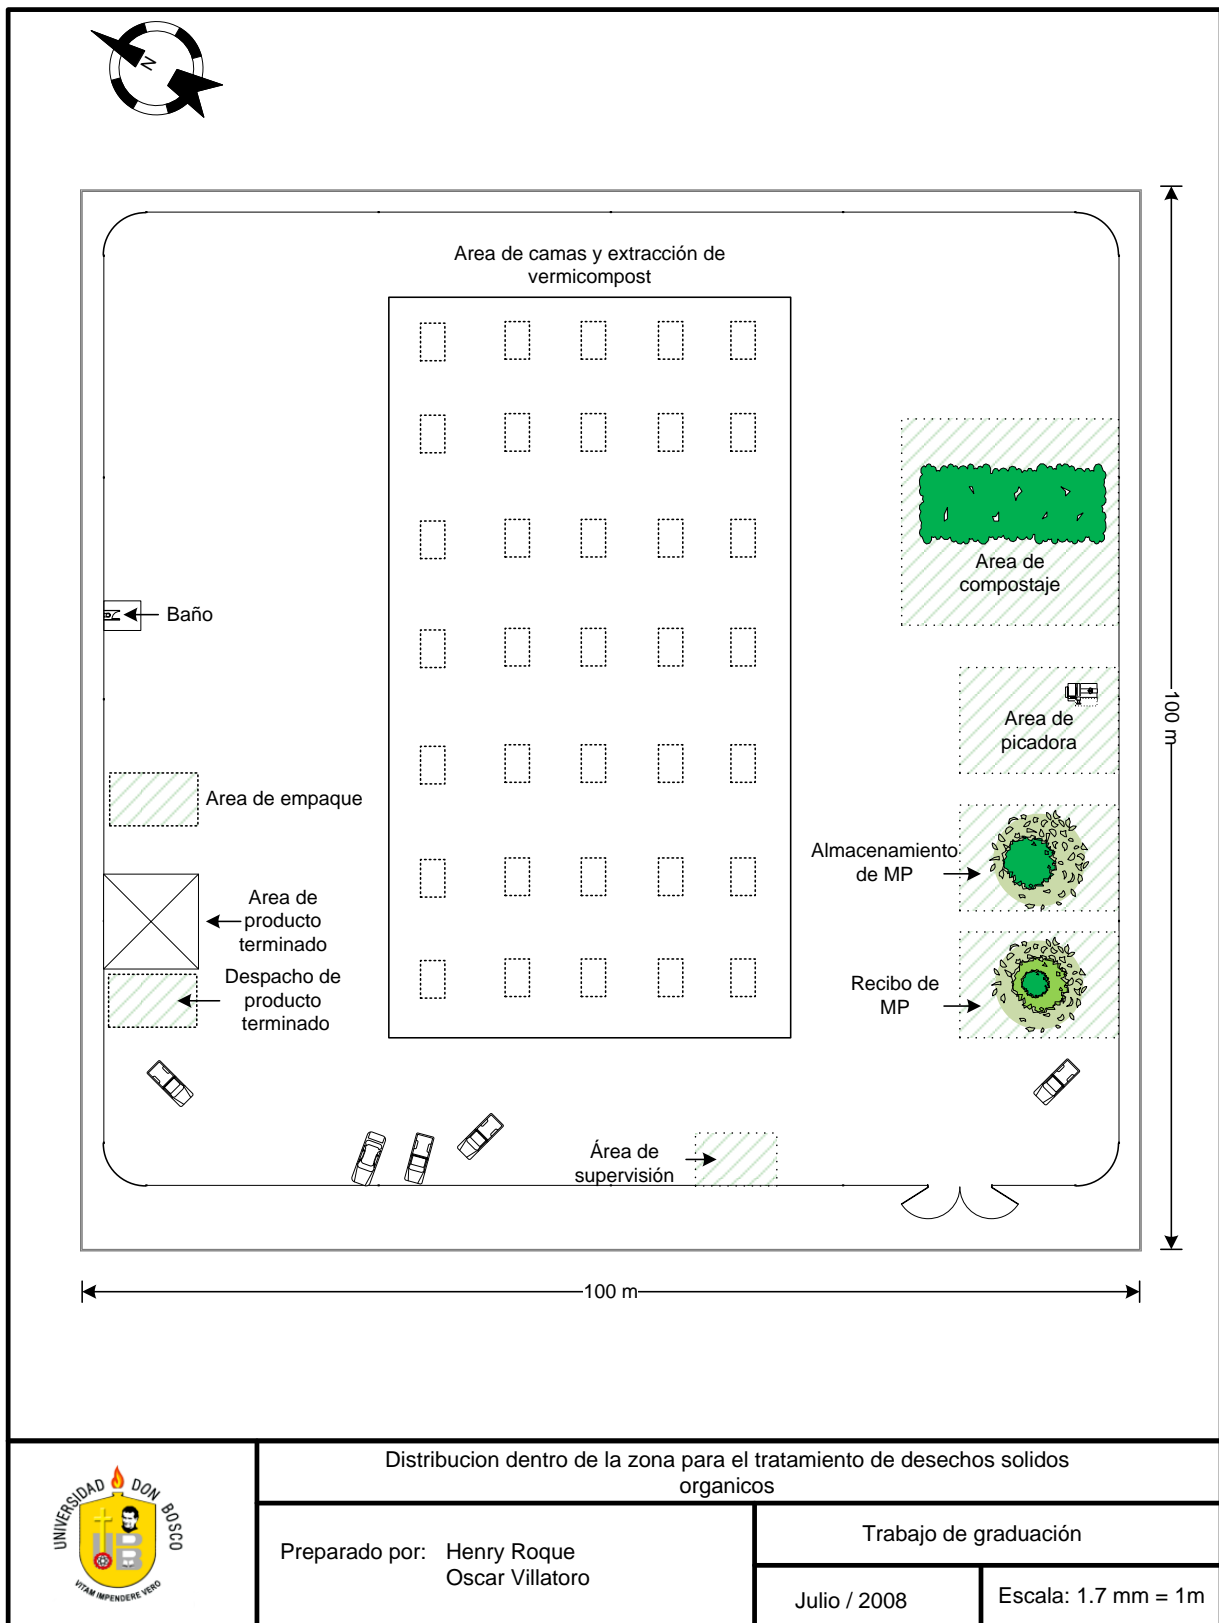 N
Area de camas y extracción de
vermicompost
Area de
compostaje
Baño
Area de
picadora
100 m
Area de empaque
Almacenamiento
de MP
Area de
producto
terminado
Despacho de
producto
terminado
Recibo de
MP
Área de
supervisión
100 m
Distribucion dentro de la zona para el tratamiento de desechos solidos
organicos
UNIVERSIDAD DON BOSCO
UDB
VITAM IMPENDERE VERO
Preparado por: Henry Roque
Oscar Villatoro
Trabajo de graduación
Julio / 2008
Escala: 1.7 mm = 1m